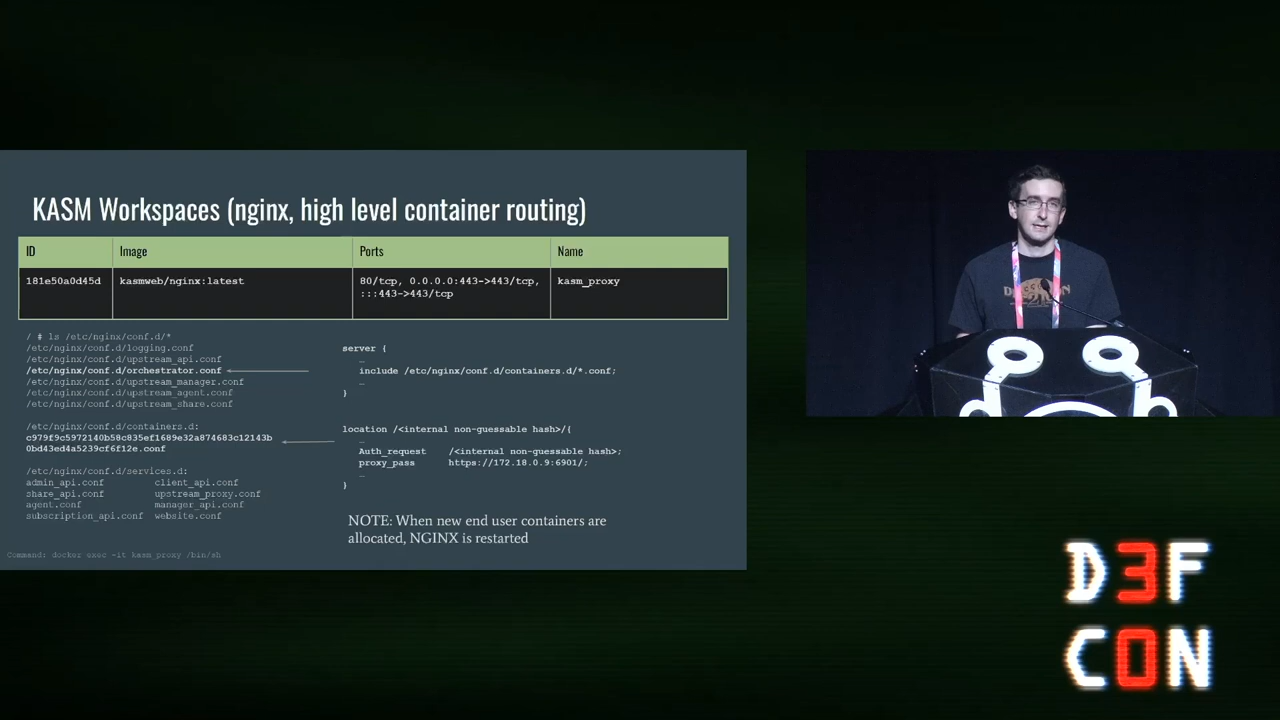 KASM Workspaces (nginx, high level container routing)
ID Image Ports Name
181e50a0d45d kasmweb/nginx:latest 80/tcp, 0.0.0.0:443->443/tcp, kasm_proxy
:::443->443/tcp
/ # ls /etc/nginx/conf.d/*
/etc/nginx/conf.d/logging.conf
/etc/nginx/conf.d/upstream_api.conf
/etc/nginx/conf.d/orchestrator.conf
/etc/nginx/conf.d/upstream_manager.conf
/etc/nginx/conf.d/upstream_agent.conf
/etc/nginx/conf.d/upstream_share.conf
/etc/nginx/conf.d/containers.d:
c979f9c5972140b58c835ef1689e32a874683c12143b
0bd43ed4a5239cf6f12e.conf
/etc/nginx/conf.d/services.d:
admin_api.conf client_api.conf
share_api.conf upstream_proxy.conf
agent.conf manager_api.conf
subscription_api.conf website.conf
server {
…
include /etc/nginx/conf.d/containers.d/*.conf;
…
}
location /<internal non-guessable hash>/{
…
Auth_request /<internal non-guessable hash>;
proxy_pass https://172.18.0.9:6901/;
…
}
NOTE: When new end user containers are
allocated, NGINX is restarted
Command: docker exec -it kasm_proxy /bin/sh
D3F
C0N